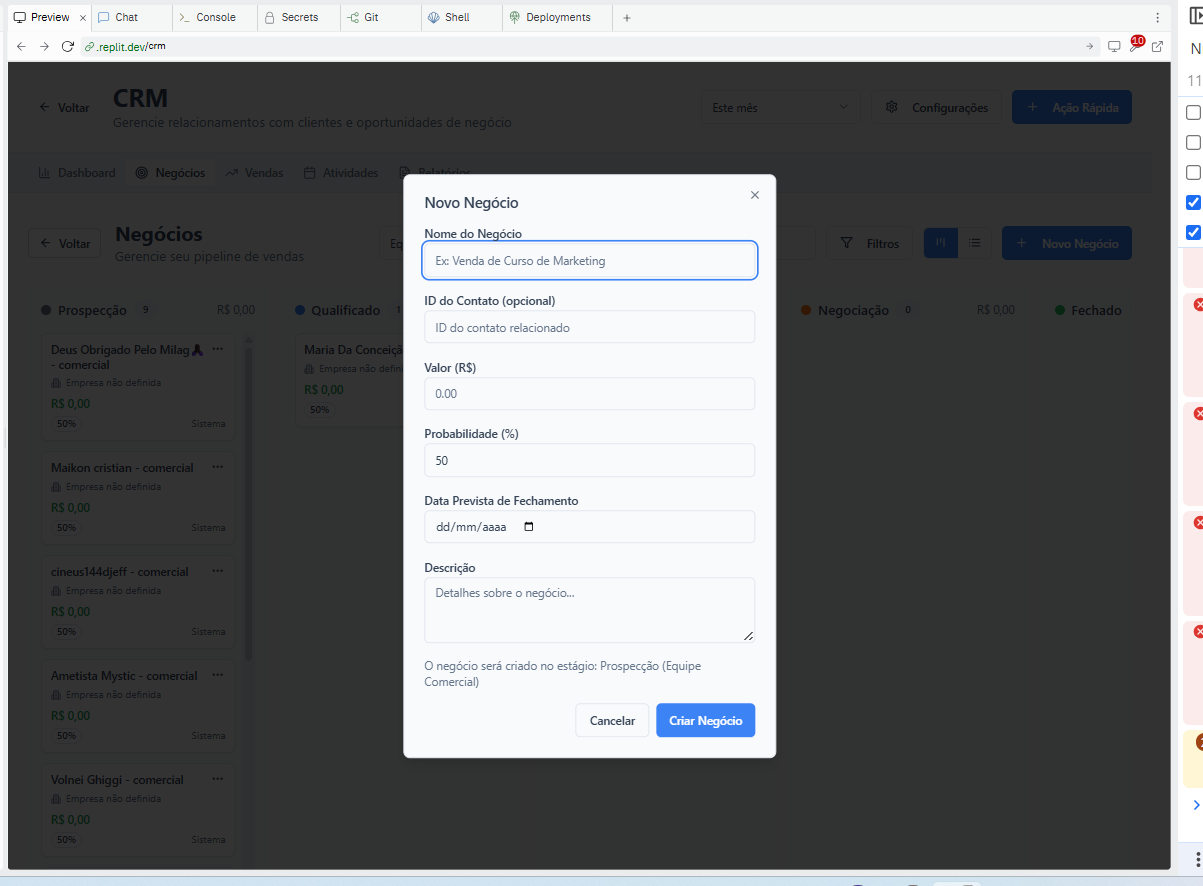 Preview
Chat
Console
Secrets
Git
Shell
Deployments
.replit.dev/crm
10
N
11
Voltar
CRM
Gerencie relacionamentos com clientes e oportunidades de negócio
Este mês
Configurações
Ação Rápida
Dashboard
Negócios
Vendas
Atividades
Relatórios
Voltar
Negócios
Gerencie seu pipeline de vendas
Filtros
Novo Negócio
Prospecção 9 R$ 0,00
Qualificado 1
Negociação 0 R$ 0,00
Fechado
Deus Obrigado Pelo Milag
- comercial
Empresa não definida
R$ 0,00
50%
Sistema
Maikon cristian - comercial
Empresa não definida
R$ 0,00
50%
Sistema
cineus144djeff - comercial
Empresa não definida
R$ 0,00
50%
Sistema
Ametista Mystic - comercial
Empresa não definida
R$ 0,00
50%
Sistema
Volnei Ghiggi - comercial
Empresa não definida
R$ 0,00
50%
Sistema
Maria Da Conceiçã
Empresa não defin
R$ 0,00
50%
Novo Negócio
Nome do Negócio
Ex: Venda de Curso de Marketing
ID do Contato (opcional)
ID do contato relacionado
Valor (R$)
0.00
Probabilidade (%)
50
Data Prevista de Fechamento
dd/mm/aaaa
Descrição
Detalhes sobre o negócio...
O negócio será criado no estágio: Prospecção (Equipe
Comercial)
Cancelar
Criar Negócio